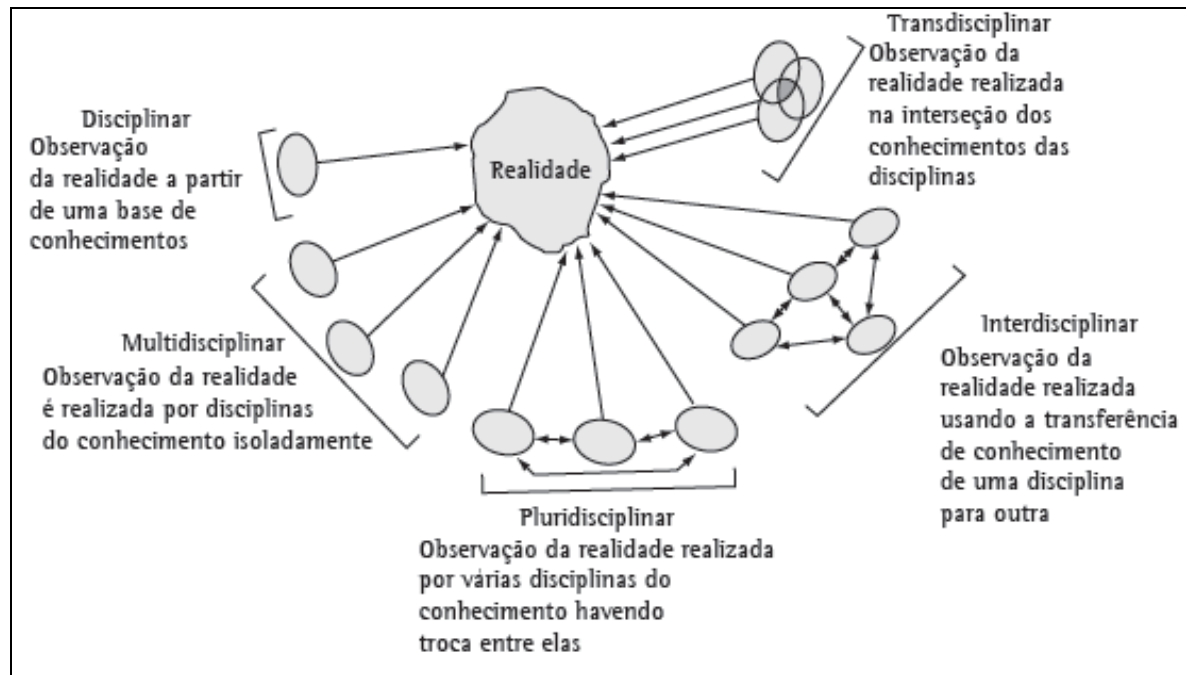 Transdisciplinar
Observação da
realidade realizada
na interseção dos
conhecimentos das
disciplinas
Disciplinar
Observação
da realidade a partir
de uma base de
conhecimentos
Realidade
Multidisciplinar
Observação da realidade
é realizada por disciplinas
do conhecimento isoladamente
Interdisciplinar
Observação da
realidade realizada
usando a transferência
de conhecimento
de uma disciplina
para outra
Pluridisciplinar
Observação da realidade realizada
por várias disciplinas do
conhecimento havendo
troca entre elas